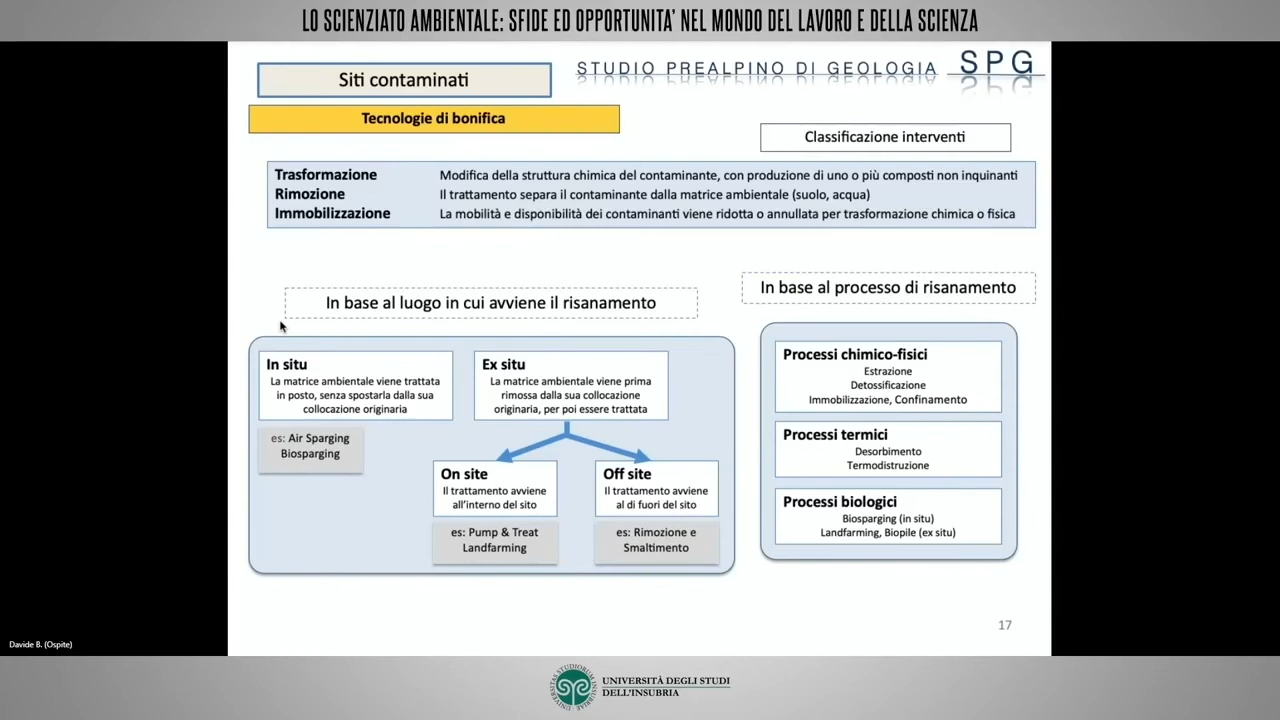 LO SCIENZIATO AMBIENTALE: SFIDE ED OPPORTUNITA' NEL MONDO DEL LAVORO E DELLA SCIENZA
STUDIO PREALPINO DI GEOLOGIA SPG
Siti contaminati
Tecnologie di bonifica
Classificazione interventi
Trasformazione Modifica della struttura chimica del contaminante, con produzione di uno o più composti non inquinanti
Rimozione Il trattamento separa il contaminante dalla matrice ambientale (suolo, acqua)
Immobilizzazione La mobilità e disponibilità dei contaminanti viene ridotta o annullata per trasformazione chimica o fisica
In base al luogo in cui avviene il risanamento
In situ
La matrice ambientale viene trattata
in posto, senza spostarla dalla sua
collocazione originaria
es: Air Sparging
Biosparging
Ex situ
La matrice ambientale viene prima
rimossa dalla sua collocazione
originaria, per poi essere trattata
On site
Il trattamento avviene
all'interno del sito
es: Pump & Treat
Landfarming
Off site
Il trattamento avviene
al di fuori del sito
es: Rimozione e
Smaltimento
In base al processo di risanamento
Processi chimico-fisici
Estrazione
Detossificazione
Immobilizzazione, Confinamento
Processi termici
Desorbimento
Termodistruzione
Processi biologici
Biosparging (in situ)
Landfarming, Biopile (ex situ)
17
Davide B. (Ospite)
UNIVERSITÀ DEGLI STUDI
DELL'INSUBRIA